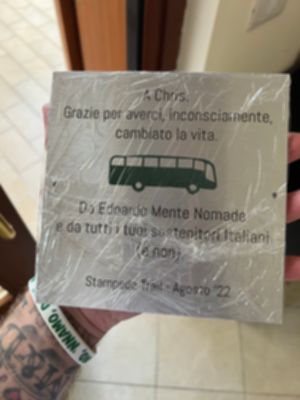 A Chris.
Grazie per averci, inconsciamente,
cambiato la vita.
Da Edoardo Mente Nomade
e da tutti i tuoi sostenitori Italiani
(e non)
Stampede Trail - Agosto '22